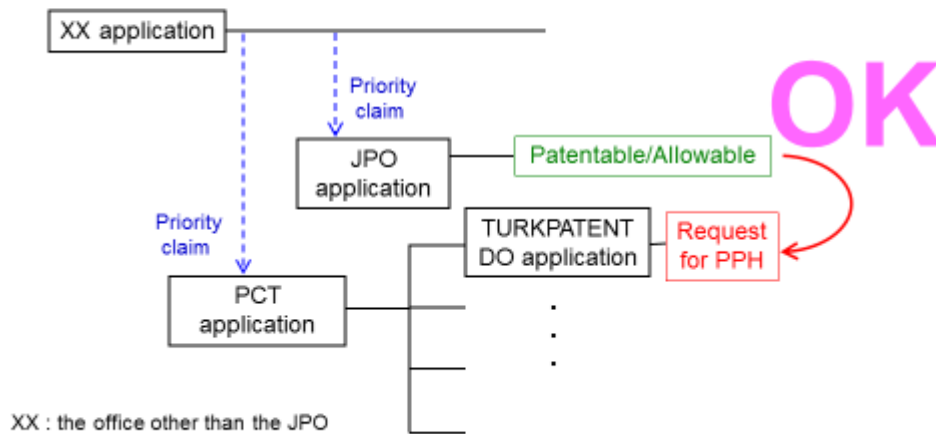 XX application
OK
Priority
claim
JPO
application
Patentable/Allowable
Priority
claim
TURKPATENT
DO application
Request
for PPH
PCT
application
XX : the office other than the JPO